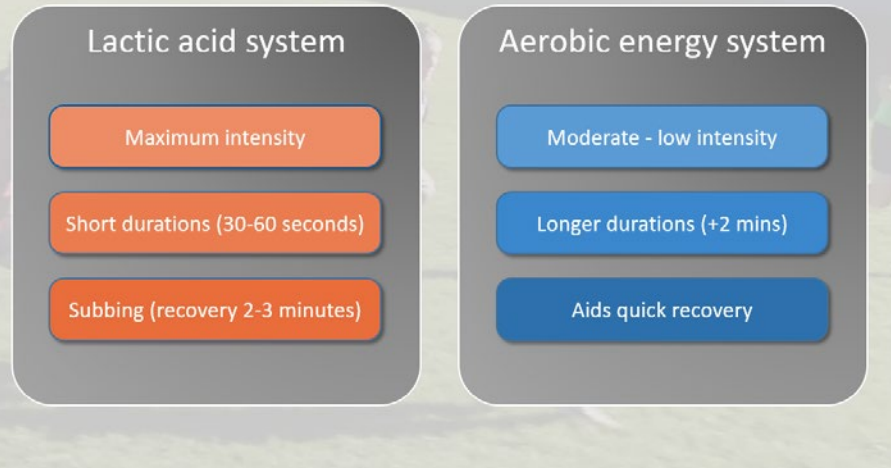 Lactic acid system
Maximum intensity
Short durations (30-60 seconds)
Subbing (recovery 2-3 minutes)
Aerobic energy system
Moderate - low intensity
Longer durations (+2 mins)
Aids quick recovery